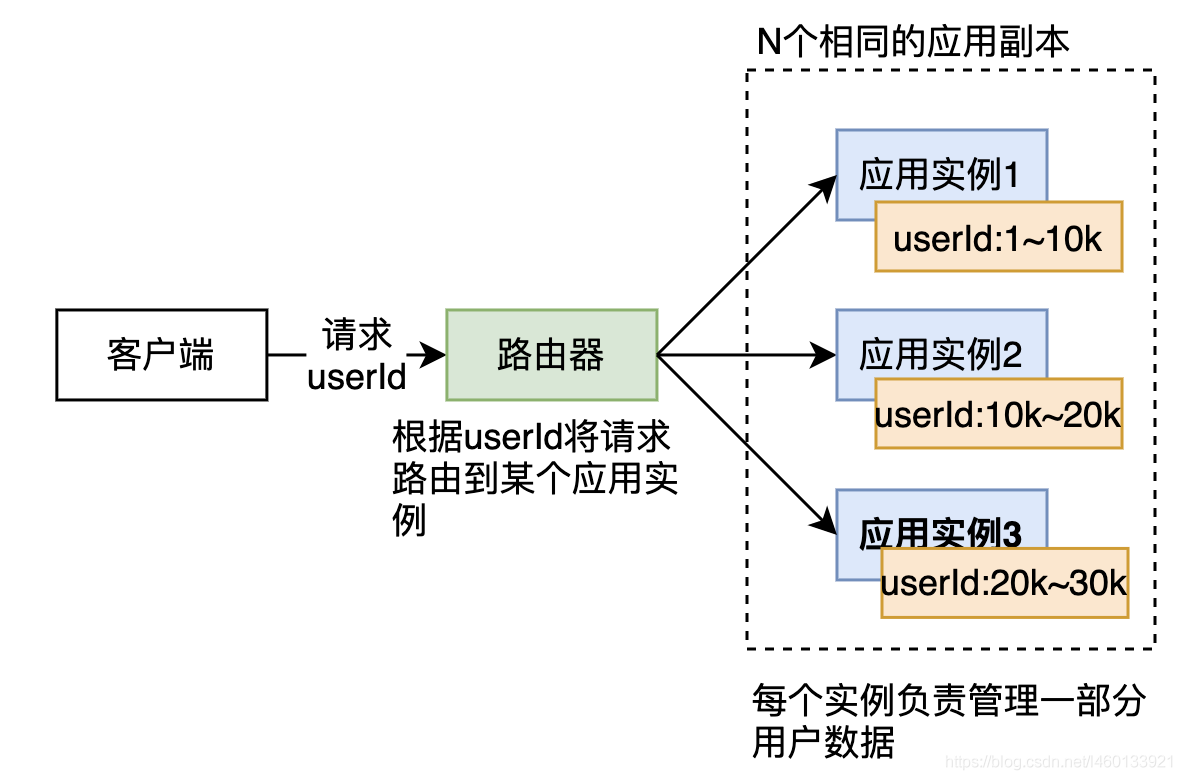 N个相同的应用副本
应用实例1
userId:1~10k
客户端
请求
userId
路由器
应用实例2
userId:10k~20k
根据userId将请求
路由到某个应用实
例
应用实例3
userId:20k~30k
每个实例负责管理一部分
用户数据
https://blog.csdn.net/l460133921